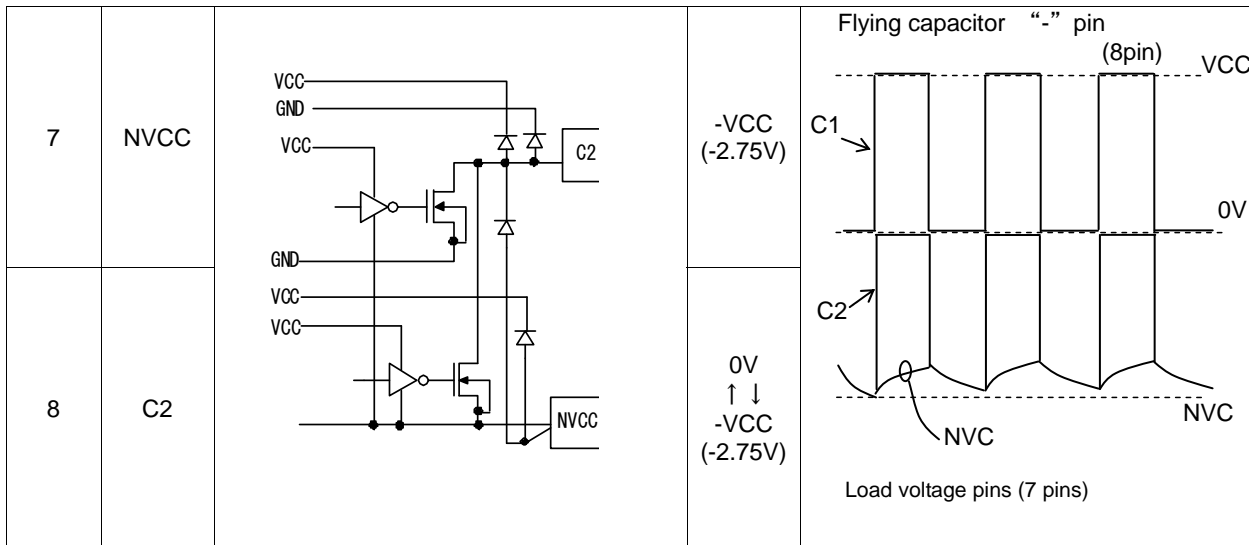 7
NVCC
VCC
GND
VCC
C2
GND
-VCC
(-2.75V)
Flying capacitor “-” pin
(8pin)
VCC
C1
0V
8
C2
VCC
VCC
NVCC
0V
↑ ↓
-VCC
(-2.75V)
C2
NVC
NVC
Load voltage pins (7 pins)